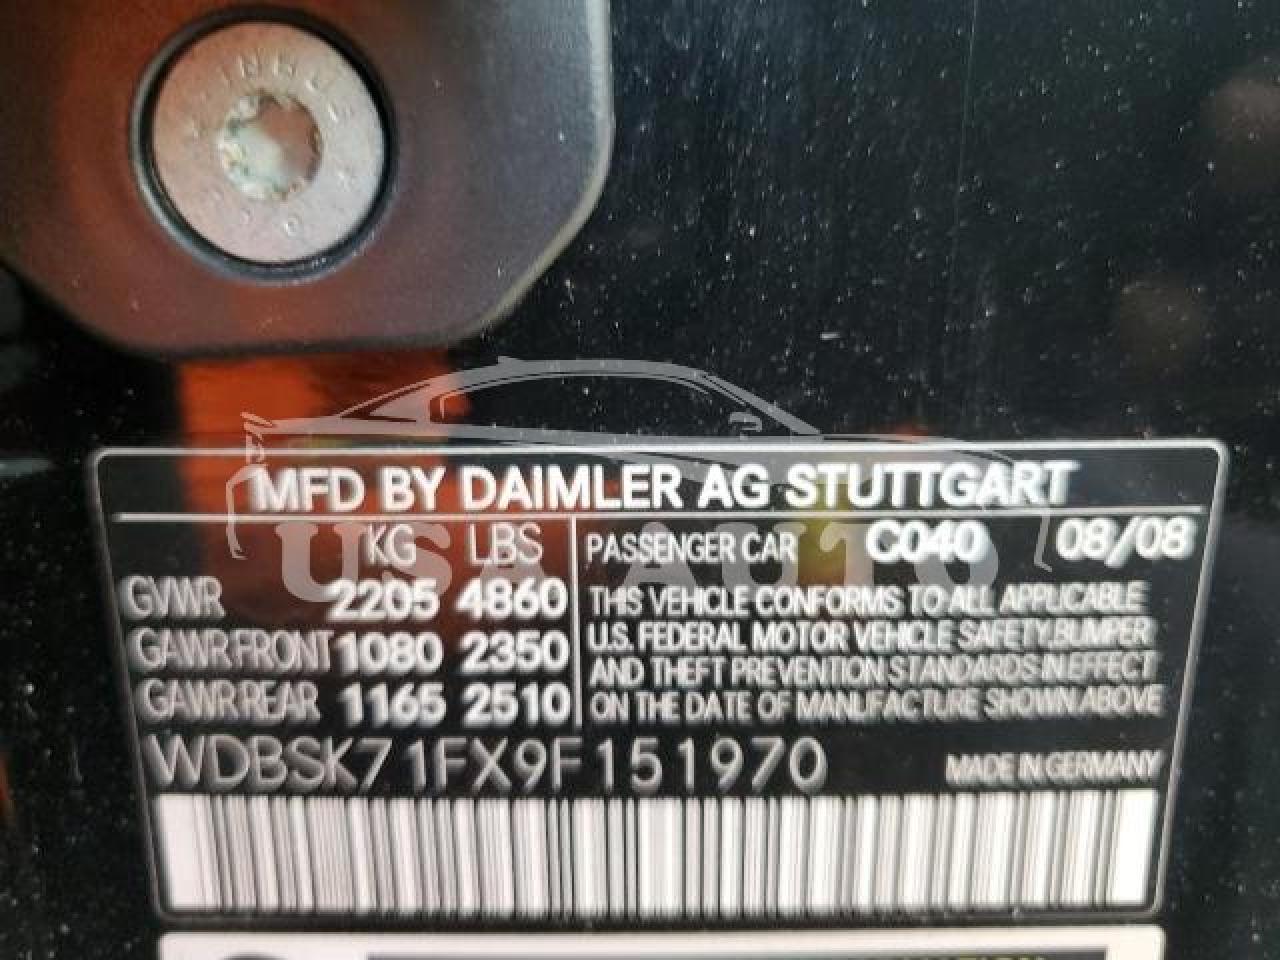 MFD BY DAIMLER AG STUTTGART
KG LBS
GVWR 2205 4860
GAWR FRONT 1080 2350
GAWR REAR 1165 2510
PASSENGER CAR C040 08/08
THIS VEHICLE CONFORMS TO ALL APPLICABLE
U.S. FEDERAL MOTOR VEHICLE SAFETY, BUMPER
AND THEFT PREVENTION STANDARDS IN EFFECT
ON THE DATE OF MANUFACTURE SHOWN ABOVE
WDBSK71FX9F151970 MADE IN GERMANY
USA AUTO